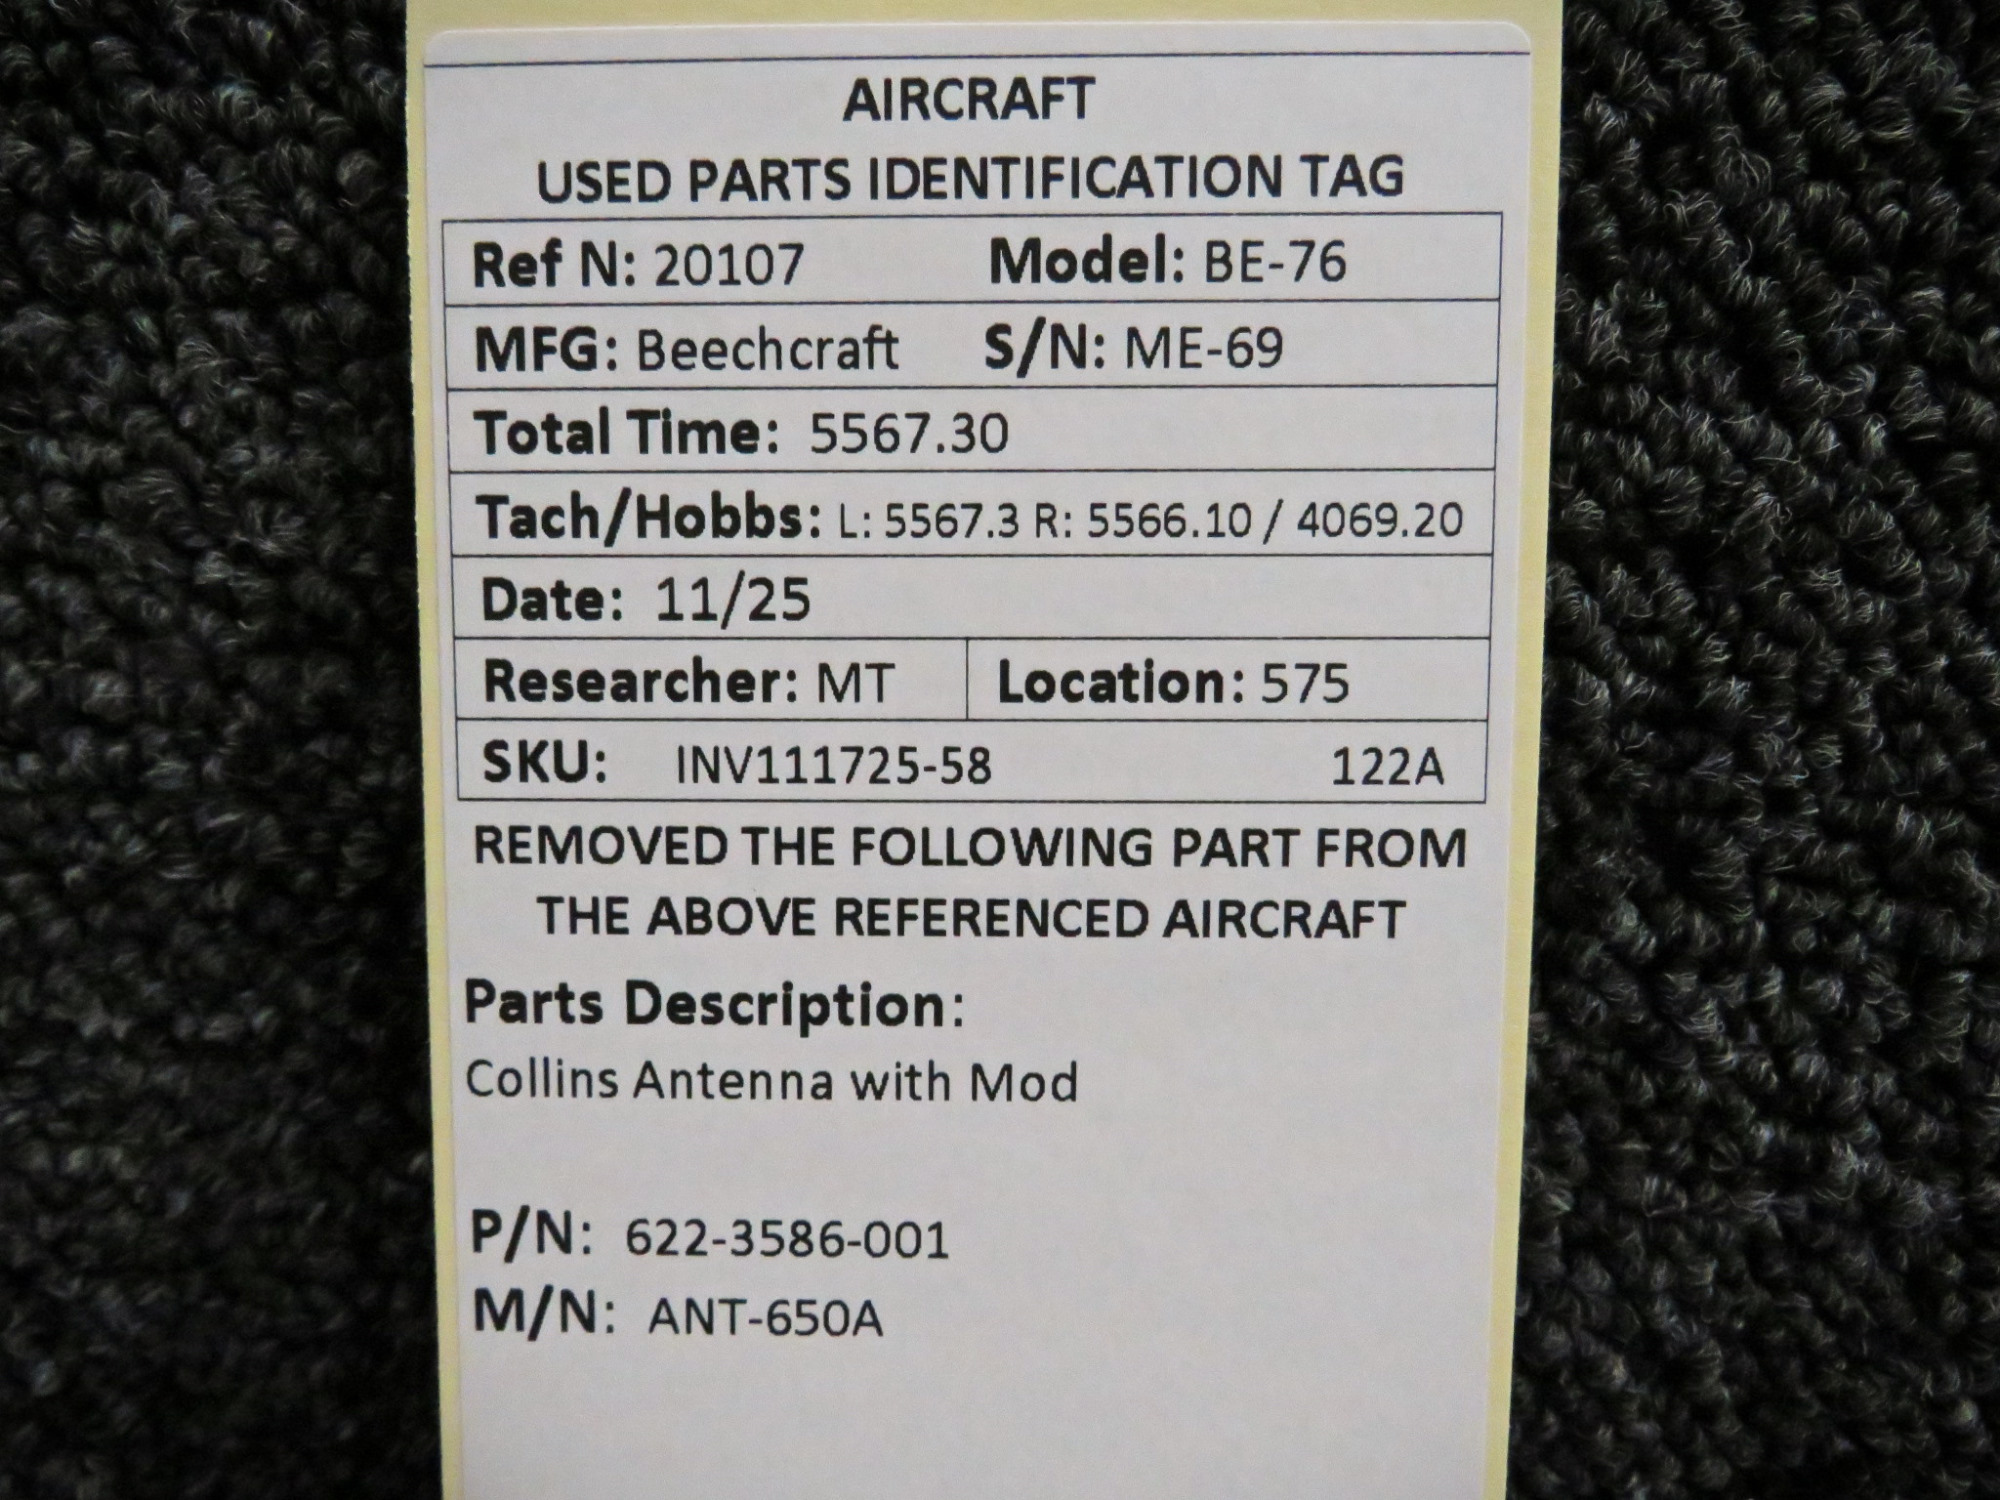 AIRCRAFT
USED PARTS IDENTIFICATION TAG
Ref N: 20107 Model: BE-76
MFG: Beechcraft S/N: ME-69
Total Time: 5567.30
Tach/Hobbs: L: 5567.3 R: 5566.10 / 4069.20
Date: 11/25
Researcher: MT Location: 575
SKU: INV111725-58 122A
REMOVED THE FOLLOWING PART FROM
THE ABOVE REFERENCED AIRCRAFT
Parts Description:
Collins Antenna with Mod
P/N: 622-3586-001
M/N: ANT-650A